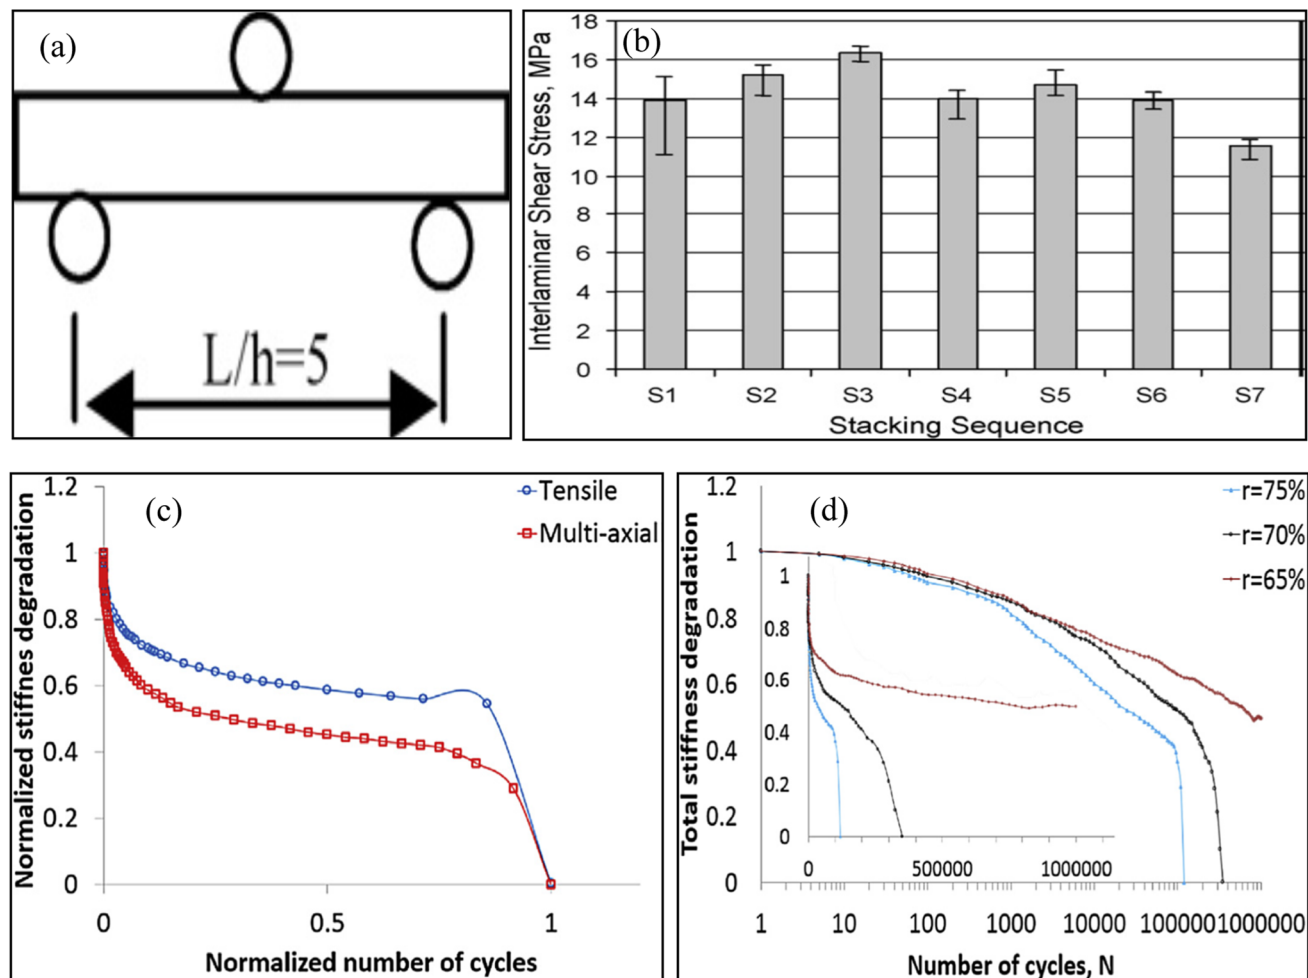 (a)
L/h=5
(b)
Interlaminar Shear Stress, MPa
18
16
14
12
10
8
6
4
2
0
S1 S2 S3 S4 S5 S6 S7
Stacking Sequence
(c)
Normalized stiffnes degradation
1.2
1
0.8
0.6
0.4
0.2
0
Tensile
Multi-axial
0 0.5 1
Normalized number of cycles
(d)
Total stiffness degradation
1.2
1
0.8
0.6
0.4
0.2
0
r=75%
r=70%
r=65%
1
0.8
0.6
0.4
0.2
0
0 500000 1000000
1 10 100 1000 10000 100000 1000000
Number of cycles, N